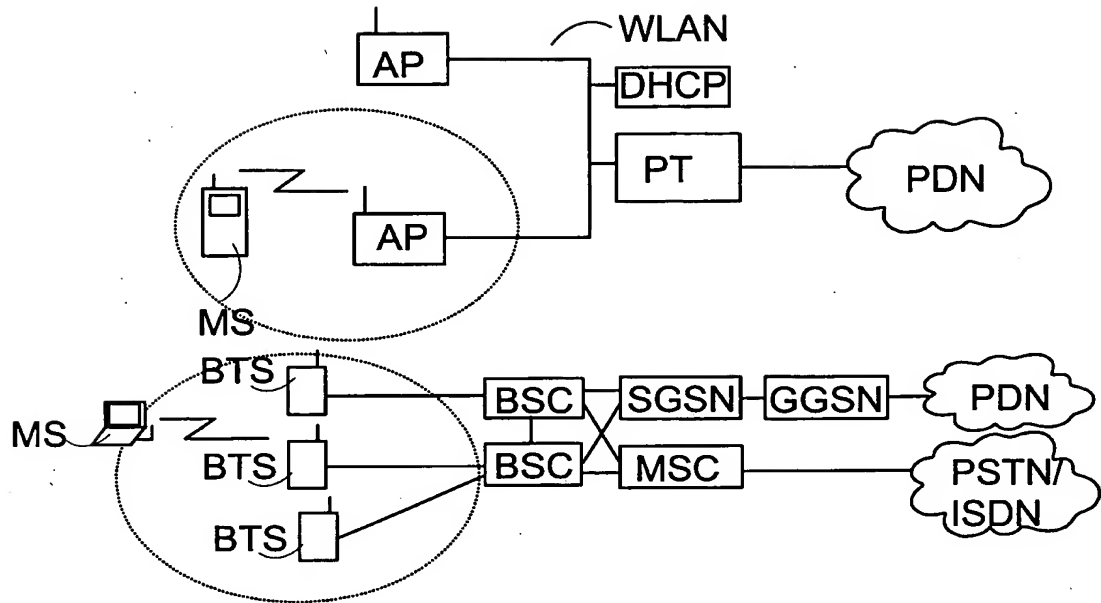 WLAN
AP
DHCP
PT
PDN
AP
MS
BTS
BSC
SGSN
GGSN
PDN
MS
BTS
BSC
MSC
PSTN/
ISDN
BTS